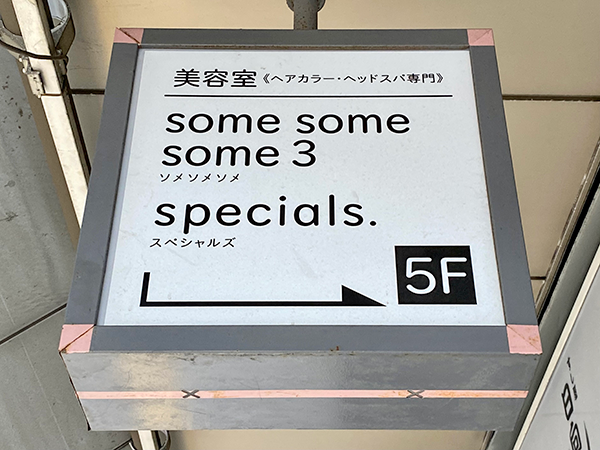 美容室《ヘアカラー・ヘッドスパ専門》
some some
some 3
ソメソメソメ
specials.
スペシャルズ
5F